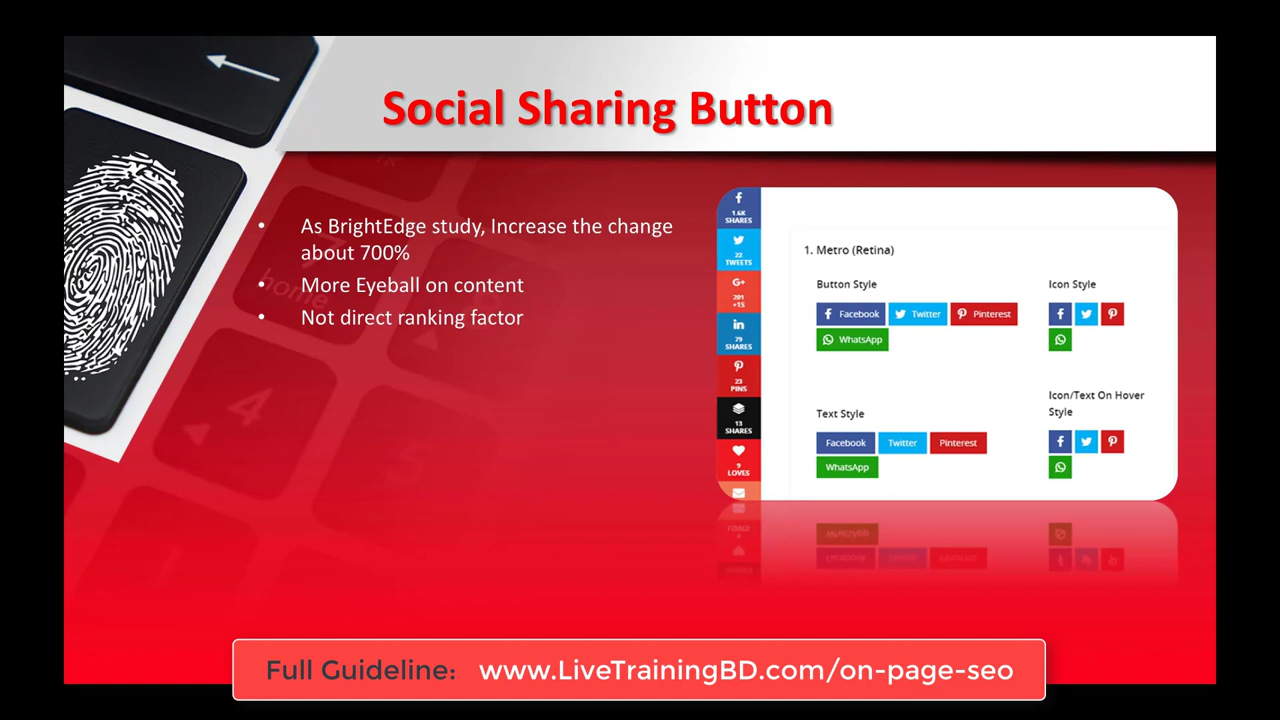 Social Sharing Button
• As BrightEdge study, Increase the change
about 700%
• More Eyeball on content
• Not direct ranking factor
home
4
1.6K
SHARES
22
TWEETS
G+
201
+1S
in
79
SHARES
23
PINS
13
SHARES
9
LOVES
1. Metro (Retina)
Button Style
Icon Style
Facebook Twitter Pinterest
WhatsApp
Text Style
Icon/Text On Hover
Style
Facebook Twitter Pinterest
WhatsApp
Full Guideline: www.LiveTrainingBD.com/on-page-seo